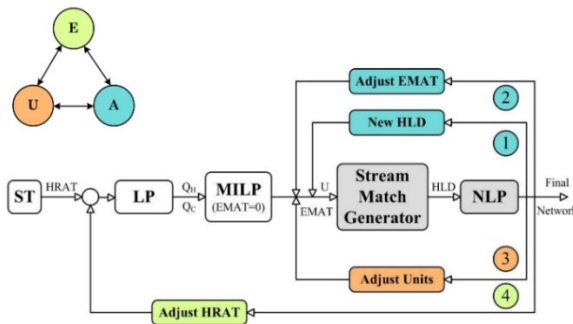 E
U
A
Adjust EMAT
2
New HLD
1
ST
HRAT
LP
QH
QC
MILP
(EMAT=0)
U
EMAT
Stream
Match
Generator
HLD
NLP
Final
Network
Adjust Units
3
4
Adjust HRAT